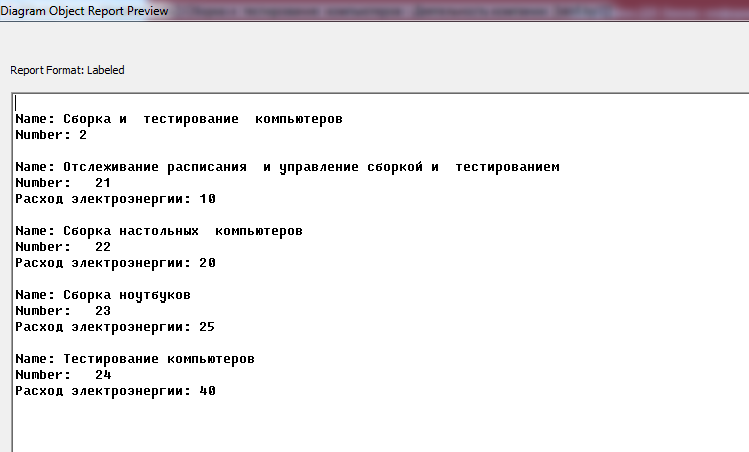 Diagram Object Report Preview
Report Format: Labeled
Name: Сборка и  тестирование  компьютеров
Number: 2
Name: Отслеживание расписания  и управление сборкой и  тестированием
Number:   21
Расход электроэнергии: 10
Name: Сборка настольных  компьютеров
Number:   22
Расход электроэнергии: 20
Name: Сборка ноутбуков
Number:   23
Расход электроэнергии: 25
Name: Тестирование компьютеров
Number:   24
Расход электроэнергии: 40